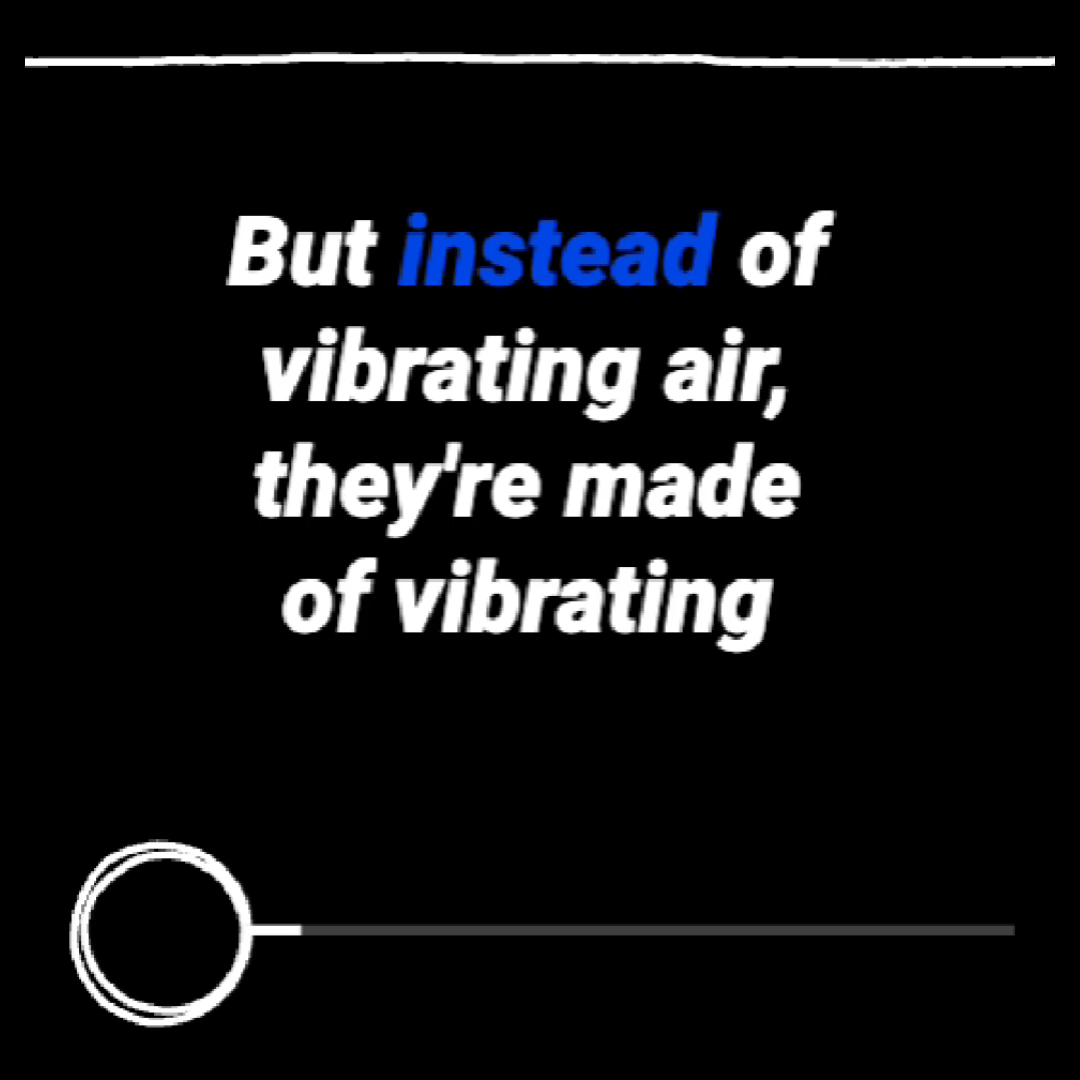 But instead of
vibrating air,
they're made
of vibrating